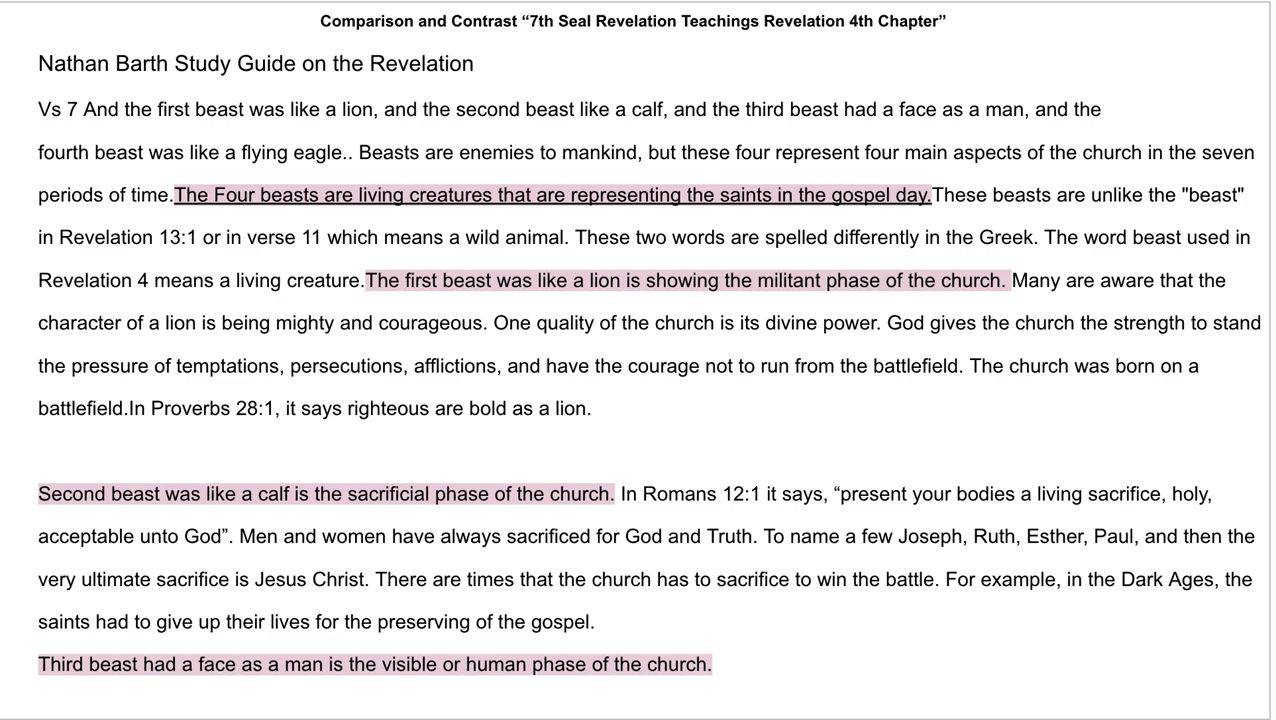 Comparison and Contrast “7th Seal Revelation Teachings Revelation 4th Chapter”
Nathan Barth Study Guide on the Revelation
Vs 7 And the first beast was like a lion, and the second beast like a calf, and the third beast had a face as a man, and the
fourth beast was like a flying eagle.. Beasts are enemies to mankind, but these four represent four main aspects of the church in the seven
periods of time.The Four beasts are living creatures that are representing the saints in the gospel day.These beasts are unlike the "beast"
in Revelation 13:1 or in verse 11 which means a wild animal. These two words are spelled differently in the Greek. The word beast used in
Revelation 4 means a living creature.The first beast was like a lion is showing the militant phase of the church. Many are aware that the
character of a lion is being mighty and courageous. One quality of the church is its divine power. God gives the church the strength to stand
the pressure of temptations, persecutions, afflictions, and have the courage not to run from the battlefield. The church was born on a
battlefield.In Proverbs 28:1, it says righteous are bold as a lion.
Second beast was like a calf is the sacrificial phase of the church. In Romans 12:1 it says, “present your bodies a living sacrifice, holy,
acceptable unto God”. Men and women have always sacrificed for God and Truth. To name a few Joseph, Ruth, Esther, Paul, and then the
very ultimate sacrifice is Jesus Christ. There are times that the church has to sacrifice to win the battle. For example, in the Dark Ages, the
saints had to give up their lives for the preserving of the gospel.
Third beast had a face as a man is the visible or human phase of the church.